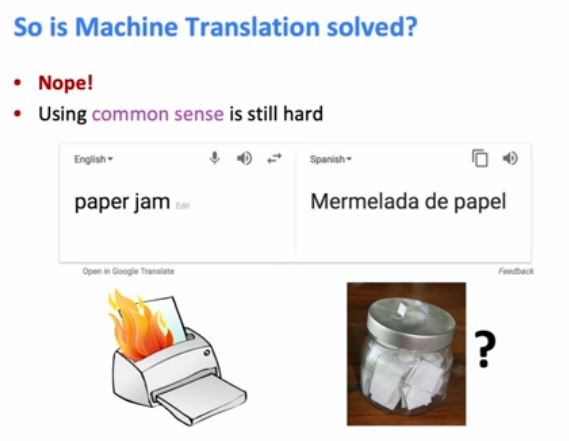 So is Machine Translation solved?
• Nope!
• Using common sense is still hard
English Spanish
paper jam Edit Mermelada de papel
Open in Google Translate Feedback
?